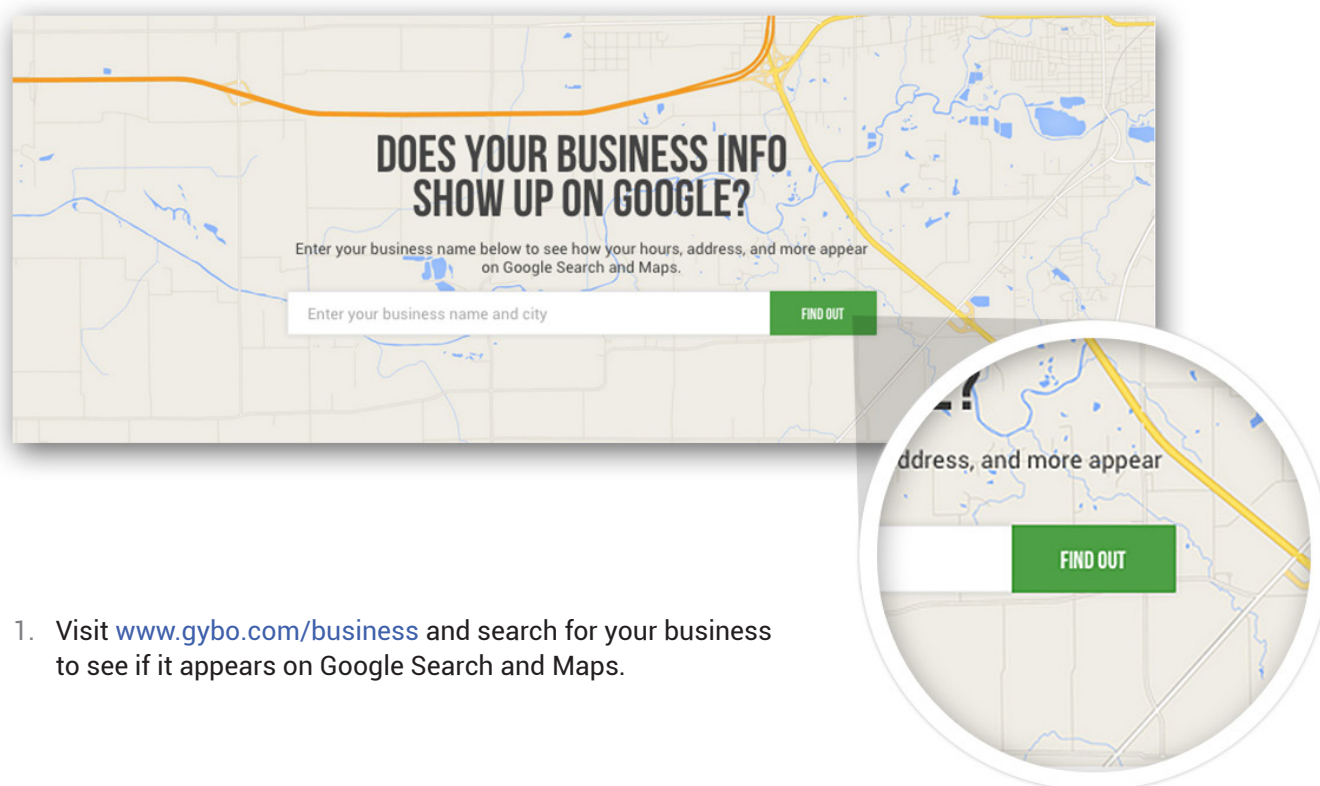 DOES YOUR BUSINESS INFO
SHOW UP ON GOOGLE?
Enter your business name below to see how your hours, address, and more appear
on Google Search and Maps.
Enter your business name and city
FIND OUT
E?
ddress, and more appear
FIND OUT
1. Visit www.gybo.com/business and search for your business
to see if it appears on Google Search and Maps.